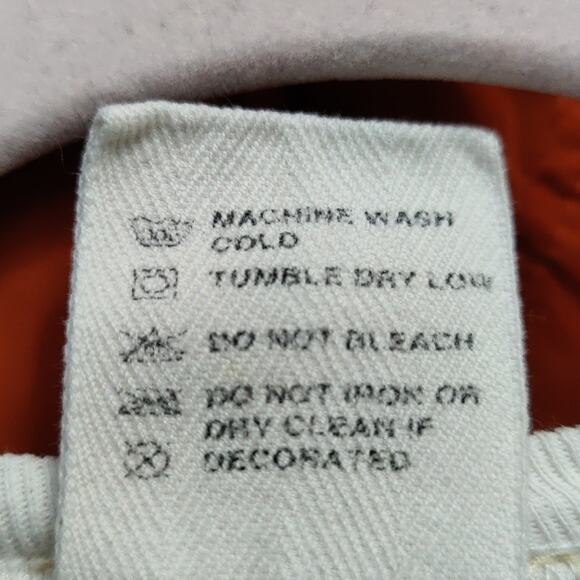 MACHINE WASH
COLD
TUMBLE DRY LOW
DO NOT BLEACH
DO NOT IRON OR
DRY CLEAN IF
DECORATED